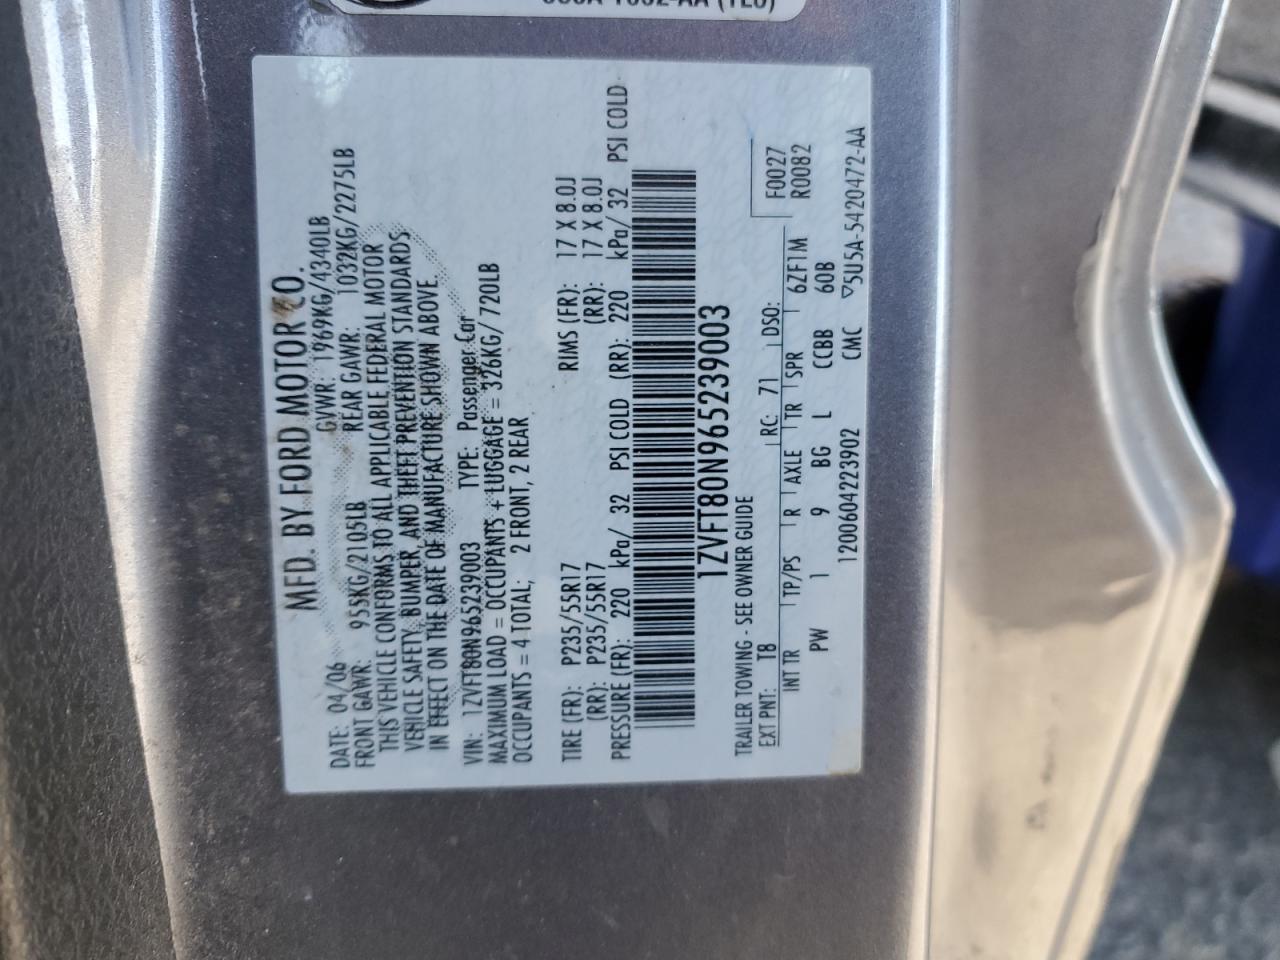 MFD. BY FORD MOTOR CO.
DATE: 04/06 GVWR: 1969KG/4340LB
FRONT GAWR: 955KG/2105LB REAR GAWR: 1032KG/2275LB
THIS VEHICLE CONFORMS TO ALL APPLICABLE FEDERAL MOTOR
VEHICLE SAFETY, BUMPER, AND THEFT PREVENTION STANDARDS
IN EFFECT ON THE DATE OF MANUFACTURE SHOWN ABOVE.
VIN: 1ZVFT80N965239003 TYPE: Passenger Car
MAXIMUM LOAD = OCCUPANTS + LUGGAGE = 326KG/720LB
OCCUPANTS = 4 TOTAL; 2 FRONT, 2 REAR
TIRE (FR): P235/55R17 RIMS (FR): 17 X 8.0J
(RR): P235/55R17 (RR): 17 X 8.0J
PRESSURE (FR): 220 kPa/ 32 PSI COLD (RR): 220 kPa/ 32 PSI COLD
1ZVFT80N965239003
TRAILER TOWING - SEE OWNER GUIDE
EXT PNT: T8 RC: 71 DSO: F0027
INT TR TP/PS R AXLE TR SPR 6ZF1M R0082
PW 1 9 BG L CCBB 60B
1200604223902 CMC ▽5U5A-5420472-AA